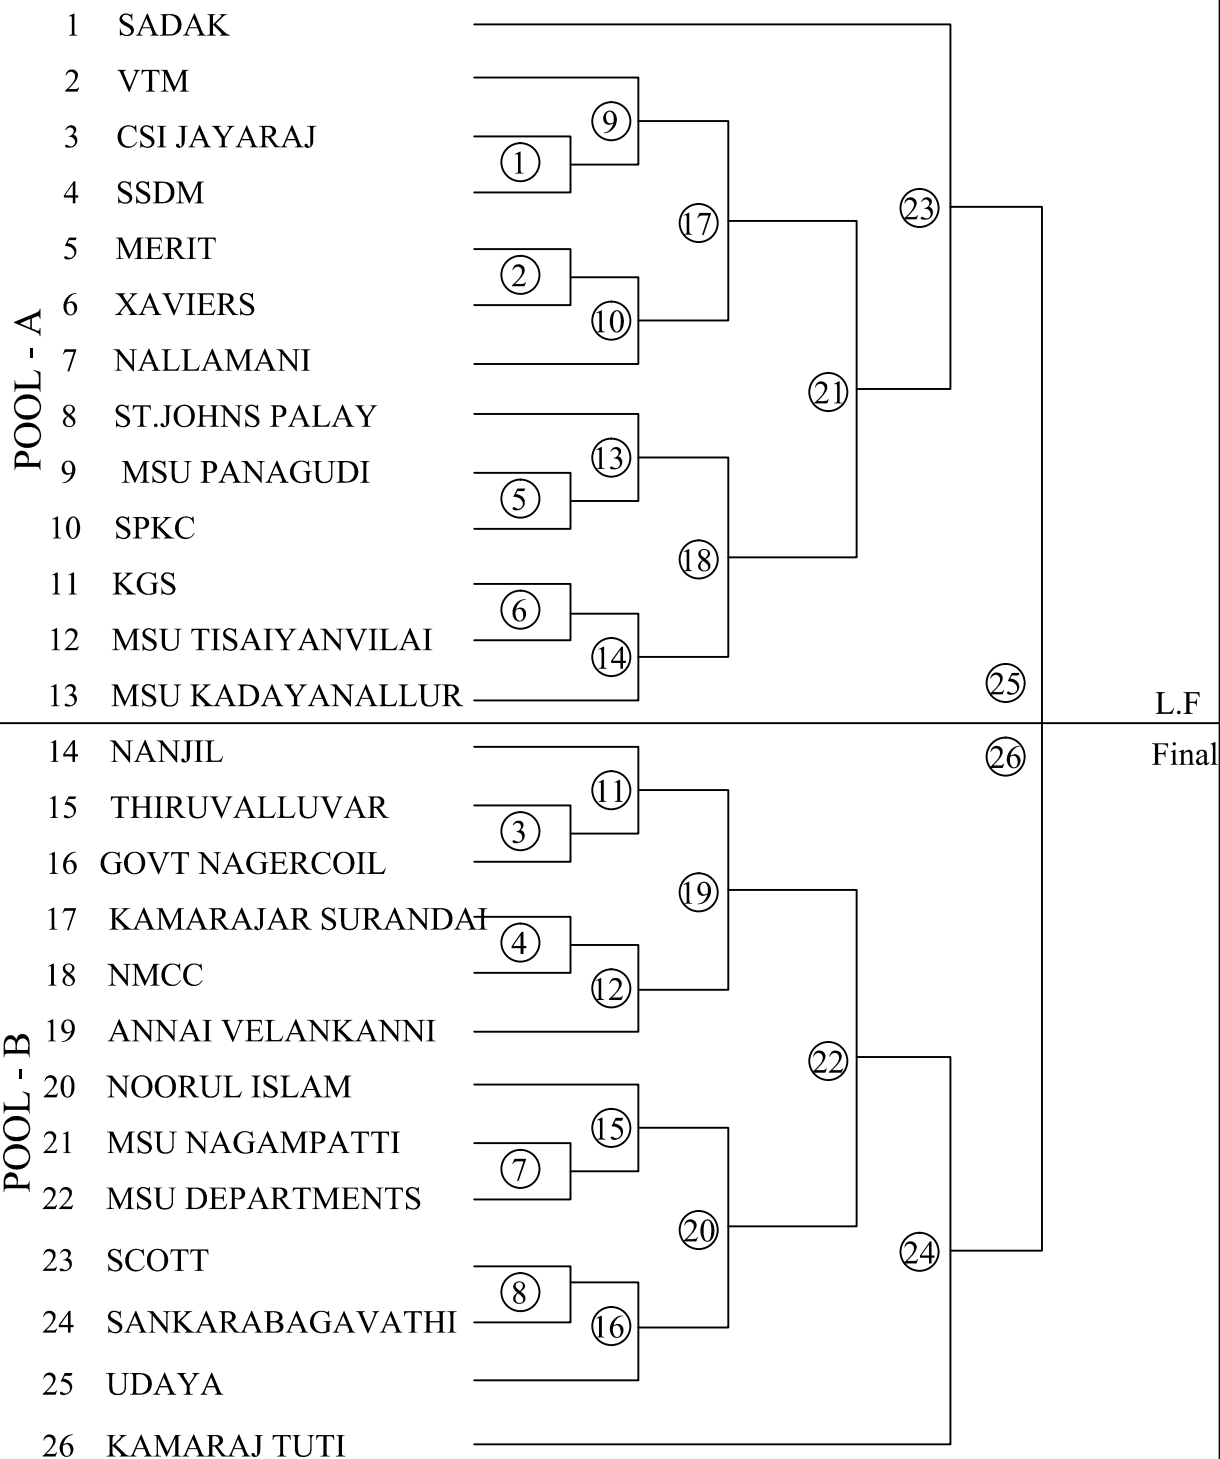 1 SADAK
2 VTM
9
3 CSI JAYARAJ
1
4 SSDM
23
17
5 MERIT
2
6 XAVIERS
10
7 NALLAMANI
POOL - A
21
8 ST.JOHNS PALAY
13
9 MSU PANAGUDI
5
10 SPKC
18
11 KGS
6
12 MSU TISAIYANVILAI
14
13 MSU KADAYANALLUR
25
L.F
14 NANJIL
26
Final
11
15 THIRUVALLUVAR
3
16 GOVT NAGERCOIL
19
17 KAMARAJAR SURANDAI
4
18 NMCC
12
19 ANNAI VELANKANNI
22
20 NOORUL ISLAM
POOL - B
15
21 MSU NAGAMPATTI
7
22 MSU DEPARTMENTS
20
24
23 SCOTT
8
24 SANKARABAGAVATHI
16
25 UDAYA
26 KAMARAJ TUTI